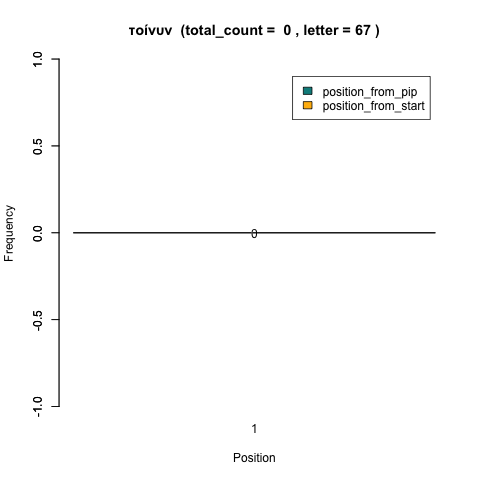 τοίνυν (total_count = 0 , letter = 67 )
1.0
position_from_pip
position_from_start
0.5
Frequency
0.0
0
-0.5
-1.0
1
Position